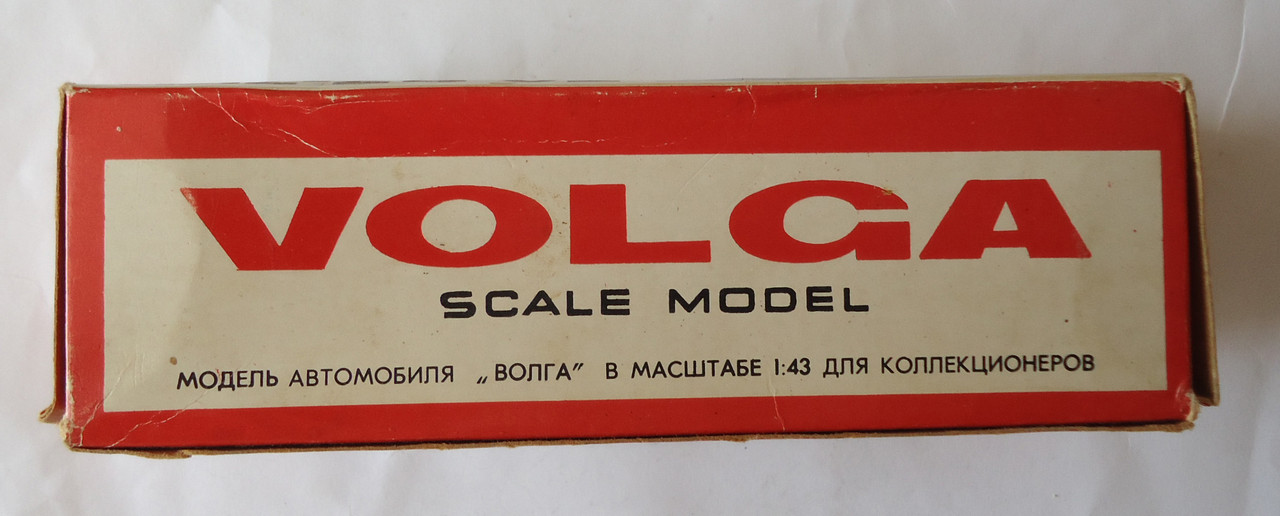 VOLGA
SCALE MODEL
МОДЕЛЬ АВТОМОБИЛЯ „ВОЛГА” В МАСШТАБЕ 1:43 ДЛЯ КОЛЛЕКЦИОНЕРОВ